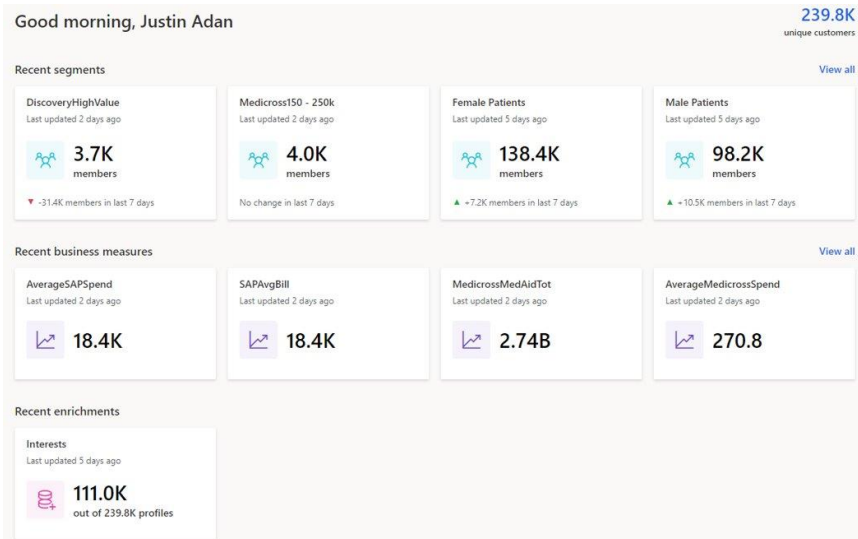 Good morning, Justin Adan
239.8K
unique customers
Recent segments
View all
DiscoveryHighValue
Last updated 2 days ago
3.7K
members
▼ -31.4K members in last 7 days
Medicross150 - 250k
Last updated 2 days ago
4.0K
members
No change in last 7 days
Female Patients
Last updated 5 days ago
138.4K
members
▲ +7.2K members in last 7 days
Male Patients
Last updated 5 days ago
98.2K
members
▲ +10.5K members in last 7 days
Recent business measures
View all
AverageSAPSpend
Last updated 2 days ago
18.4K
SAPAvgBill
Last updated 2 days ago
18.4K
MedicrossMedAidTot
Last updated 2 days ago
2.74B
AverageMedicrossSpend
Last updated 2 days ago
270.8
Recent enrichments
Interests
Last updated 5 days ago
111.0K
out of 239.8K profiles